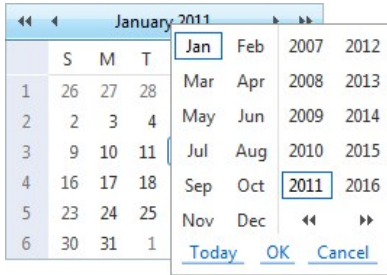 January 2011
S M T
1 26 27 28
2 2 3 4
3 9 10 11
4 16 17 18
5 23 24 25
6 30 31 1
Jan Feb 2007 2012
Mar Apr 2008 2013
May Jun 2009 2014
Jul Aug 2010 2015
Sep Oct 2011 2016
Nov Dec
Today OK Cancel